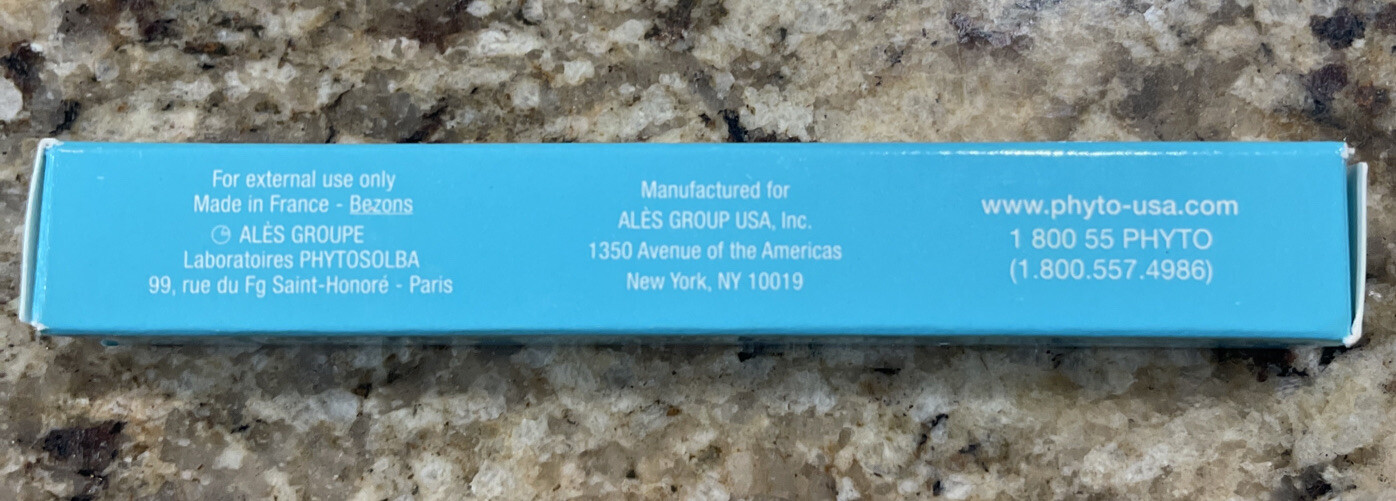 For external use only
Made in France - Bezons
ALÈS GROUPE
Laboratoires PHYTOSOLBA
99, rue du Fg Saint-Honoré - Paris
Manufactured for
ALÈS GROUP USA, Inc.
1350 Avenue of the Americas
New York, NY 10019
www.phyto-usa.com
1 800 55 PHYTO
(1.800.557.4986)